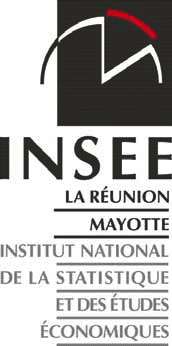 INSEE
LA RÉUNION
MAYOTTE
INSTITUT NATIONAL
DE LA STATISTIQUE
ET DES ÉTUDES
ÉCONOMIQUES